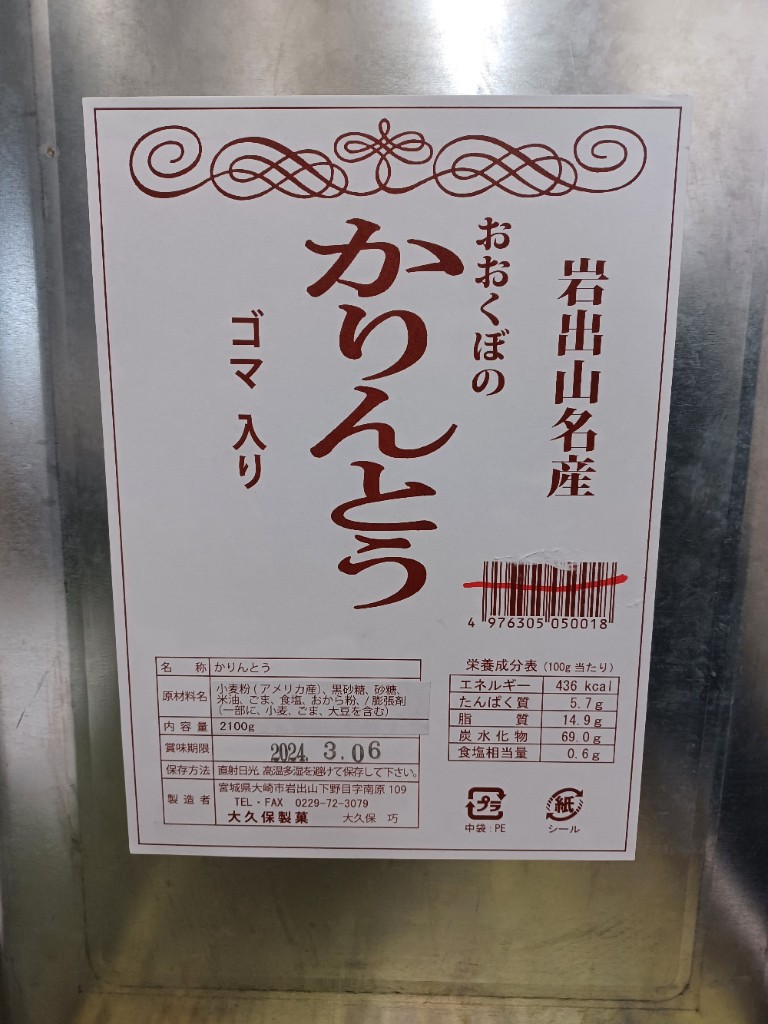 岩出山名産
おおくぼの
かりんとう
ゴマ 入り
4 976305 050018
名称 かりんとう
原材料名 小麦粉(アメリカ産)、黒砂糖、砂糖、
米油、ごま、食塩、おから粉、/膨張剤
(一部に、小麦、ごま、大豆を含む)
内容量 2100g
賞味期限 2024. 3.06
保存方法 直射日光、高温多湿を避けて保存して下さい。
製造者 宮城県大崎市岩出山下野目字南原109
TEL・FAX 0229-72-3079
大久保製菓 大久保 巧
栄養成分表(100g当たり)
エネルギー 436 kcal
たんぱく質 5.7g
脂質 14.9g
炭水化物 69.0g
食塩相当量 0.6g
プラ
中袋:PE
紙
シール